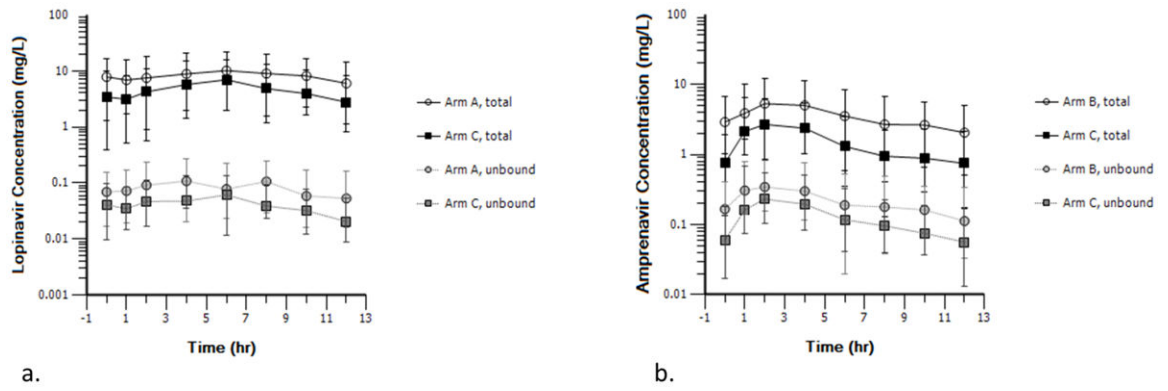 Lopinavir Concentration (mg/L)
100
10
1
0.1
0.01
0.001
-1 1 3 5 7 9 11 13
Time (hr)
Arm A, total
Arm C, total
Arm A, unbound
Arm C, unbound
a.
Amprenavir Concentration (mg/L)
100
10
1
0.1
0.01
-1 1 3 5 7 9 11 13
Time (hr)
Arm B, total
Arm C, total
Arm B, unbound
Arm C, unbound
b.